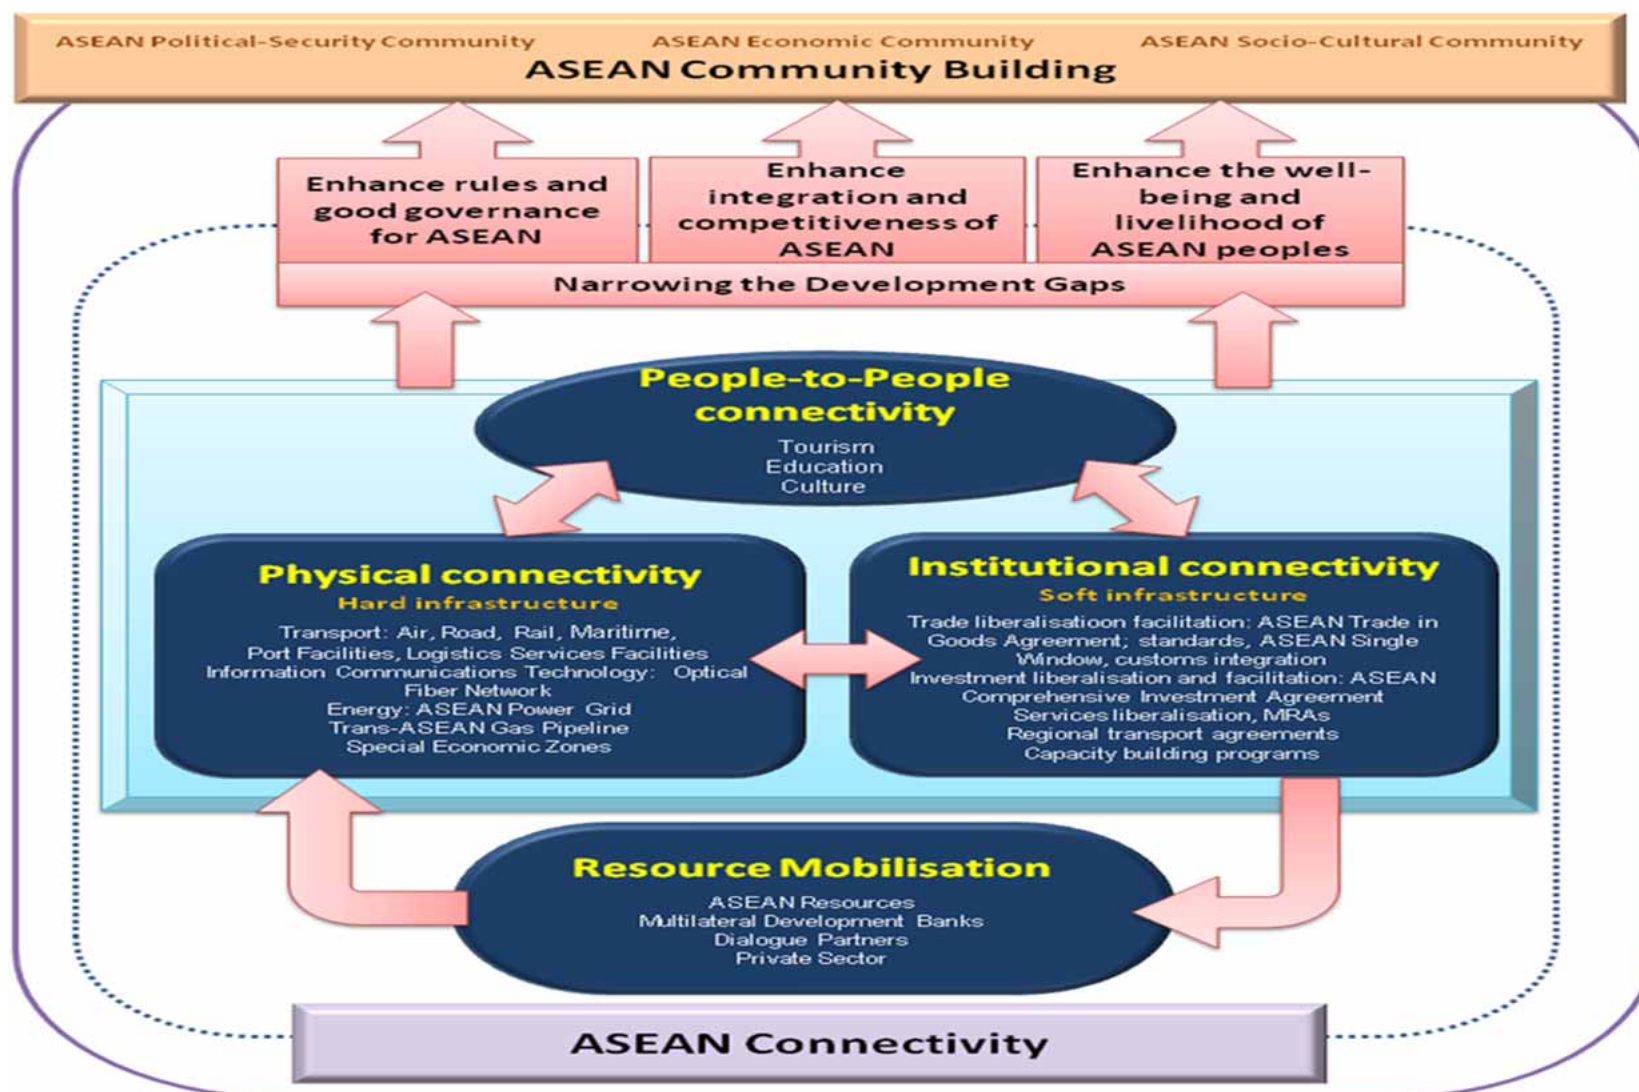 ASEAN Political-Security Community
ASEAN Economic Community
ASEAN Socio-Cultural Community
ASEAN Community Building
Enhance rules and
good governance
for ASEAN
Enhance
integration and
competitiveness of
ASEAN
Enhance the well-
being and
livelihood of
ASEAN peoples
Narrowing the Development Gaps
People-to-People
connectivity
Tourism
Education
Culture
Physical connectivity
Hard infrastructure
Transport: Air, Road, Rail, Maritime,
Port Facilities, Logistics Services Facilities
Information Communications Technology: Optical
Fiber Network
Energy: ASEAN Power Grid
Trans-ASEAN Gas Pipeline
Special Economic Zones
Institutional connectivity
Soft infrastructure
Trade liberalisatioon facilitation: ASEAN Trade in
Goods Agreement; standards, ASEAN Single
Window, customs integration
Investment liberalisation and facilitation: ASEAN
Comprehensive Investment Agreement
Services liberalisation, MRAs
Regional transport agreements
Capacity building programs
Resource Mobilisation
ASEAN Resources
Multilateral Development Banks
Dialogue Partners
Private Sector
ASEAN Connectivity